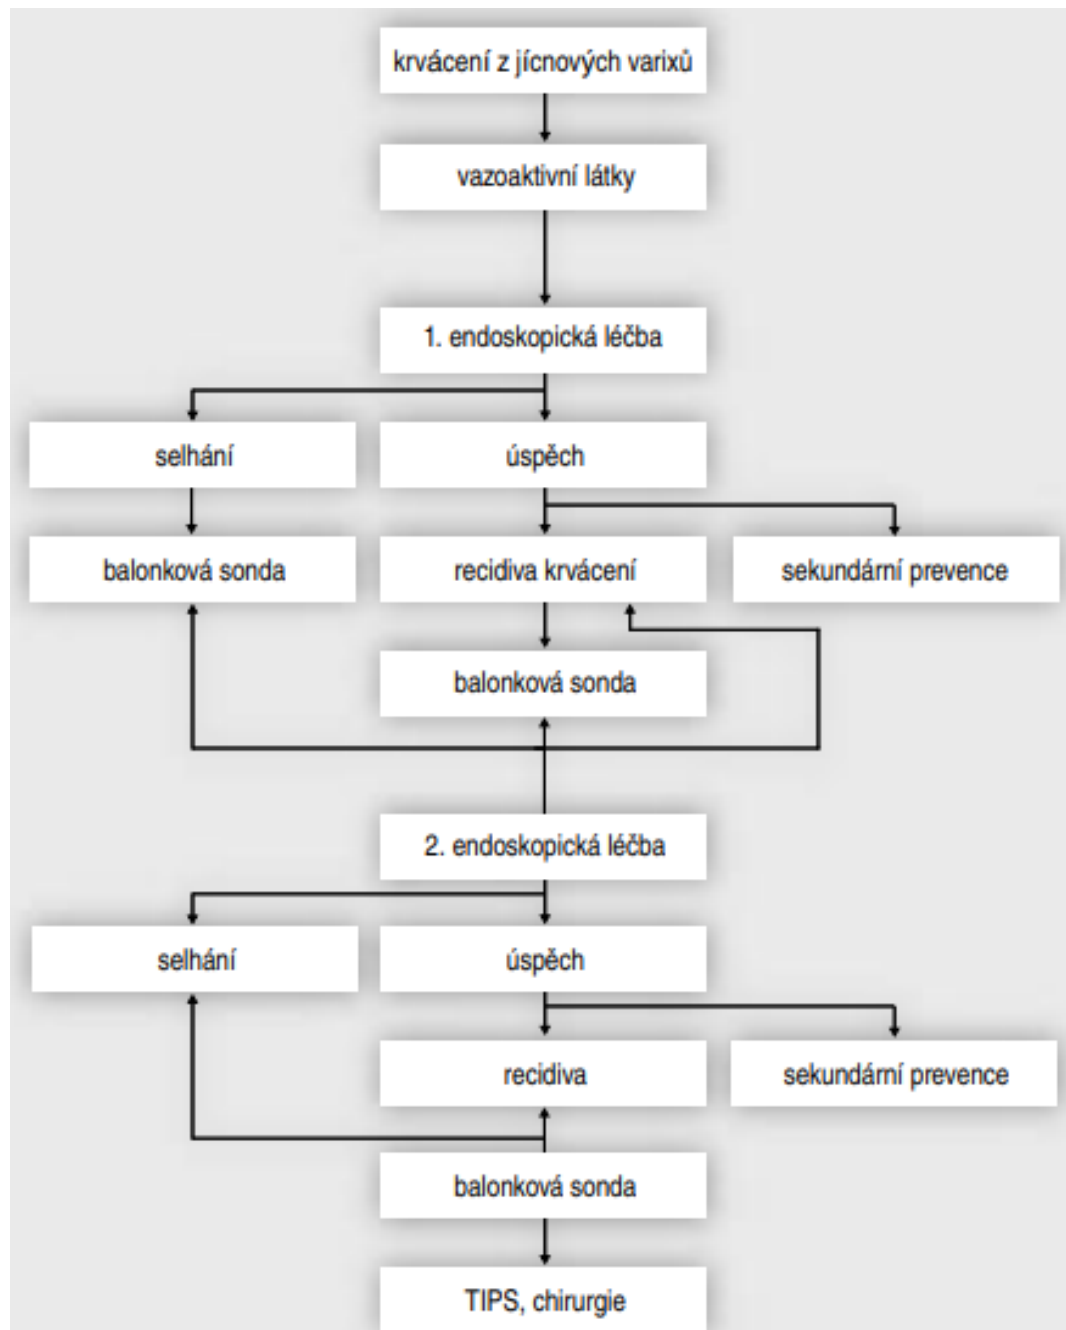 krvácení z jícnových varixů
vazoaktivní látky
1. endoskopická léčba
selhání
úspěch
balonková sonda
recidiva krvácení
sekundární prevence
balonková sonda
2. endoskopická léčba
selhání
úspěch
recidiva
sekundární prevence
balonková sonda
TIPS, chirurgie